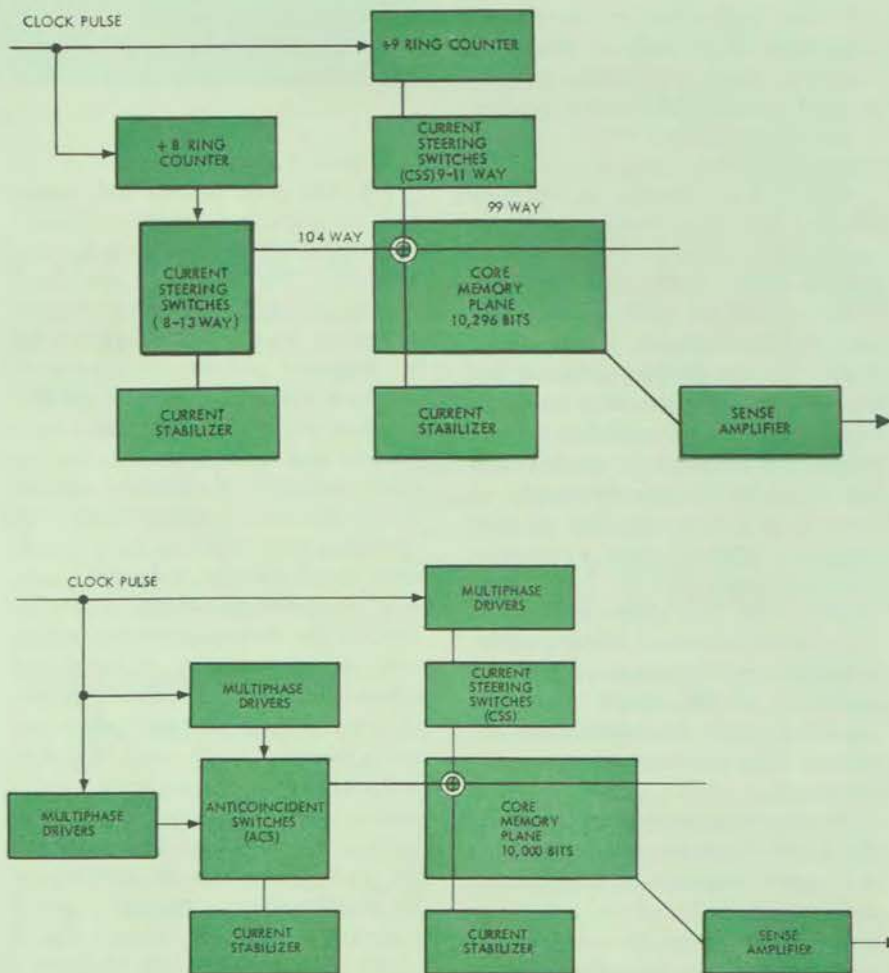 CLOCK PULSE
÷9 RING COUNTER
÷8 RING
COUNTER
CURRENT
STEERING
SWITCHES
(CSS) 9-11 WAY
99 WAY
104 WAY
CURRENT
STEERING
SWITCHES
(8-13 WAY)
CORE
MEMORY
PLANE
10,296 BITS
CURRENT
STABILIZER
CURRENT
STABILIZER
SENSE
AMPLIFIER
CLOCK PULSE
MULTIPHASE
DRIVERS
MULTIPHASE
DRIVERS
CURRENT
STEERING
SWITCHES
(CSS)
MULTIPHASE
DRIVERS
ANTICOINCIDENT
SWITCHES
(ACS)
CORE
MEMORY
PLANE
10,000 BITS
CURRENT
STABILIZER
CURRENT
STABILIZER
SENSE
AMPLIFIER